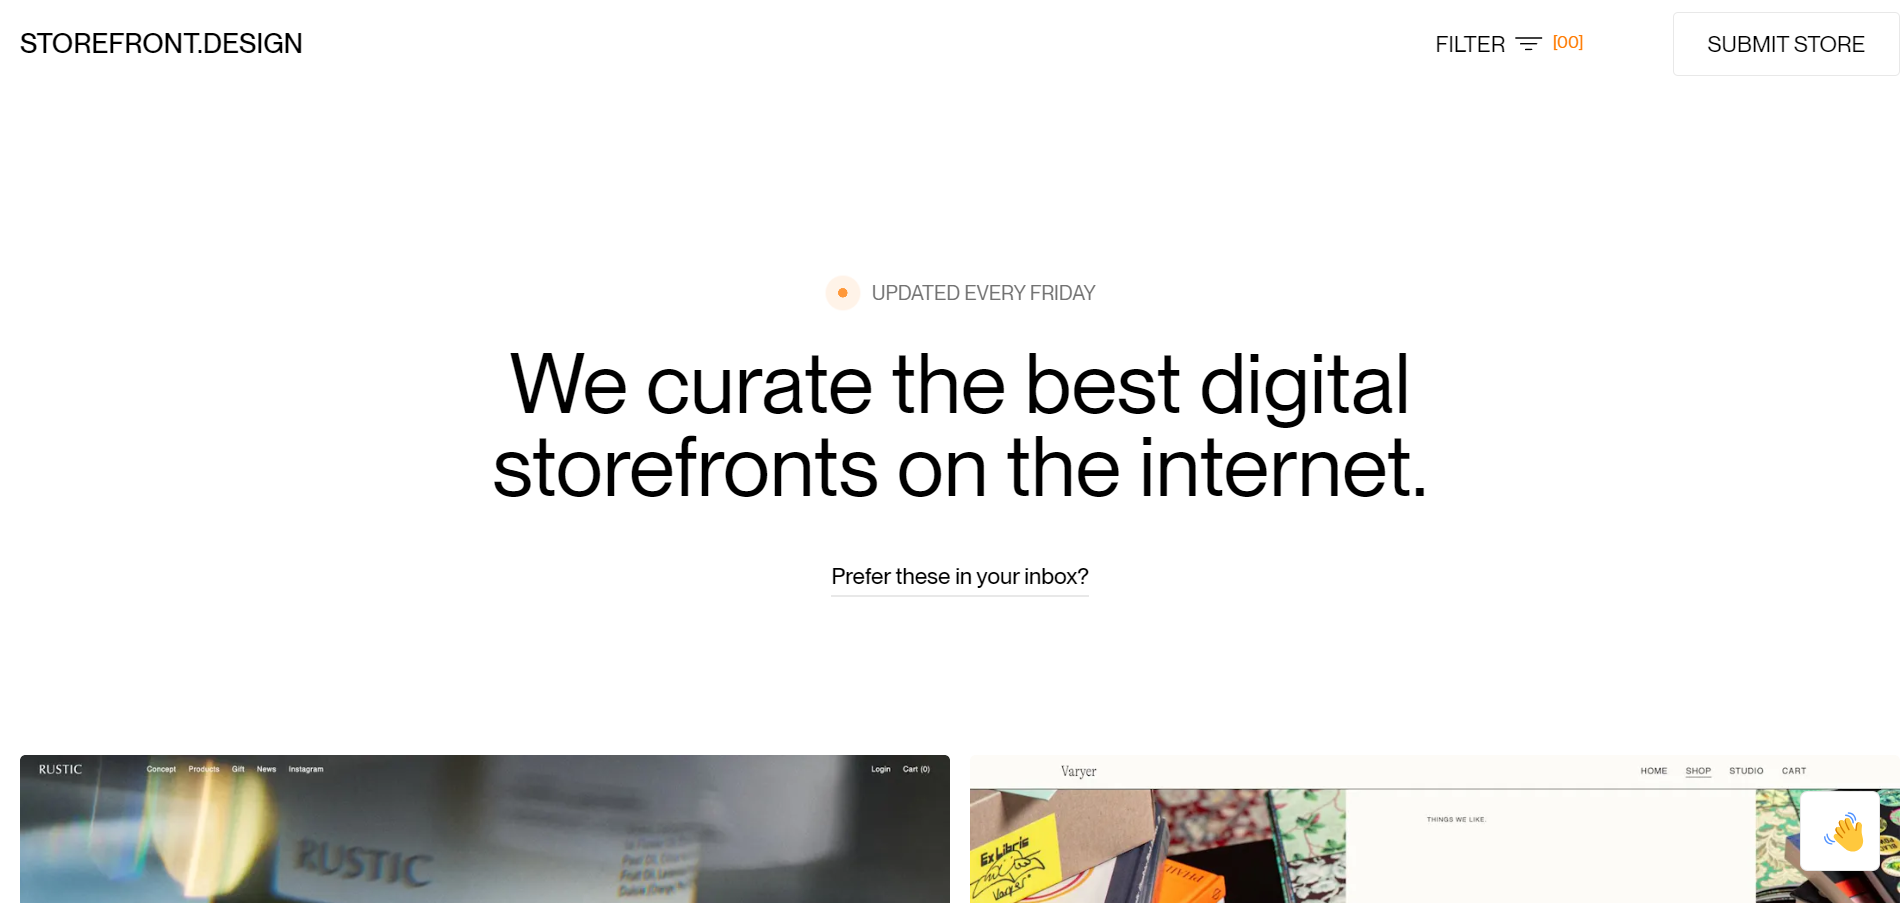 STOREFRONT.DESIGN
FILTER [00]
SUBMIT STORE
UPDATED EVERY FRIDAY
We curate the best digital
storefronts on the internet.
Prefer these in your inbox?
RUSTIC Concept Products Gift News Instagram Login Cart (0)
RUSTIC
Varyer HOME SHOP STUDIO CART
THINGS WE LIKE:
Ex Libris
Varyer